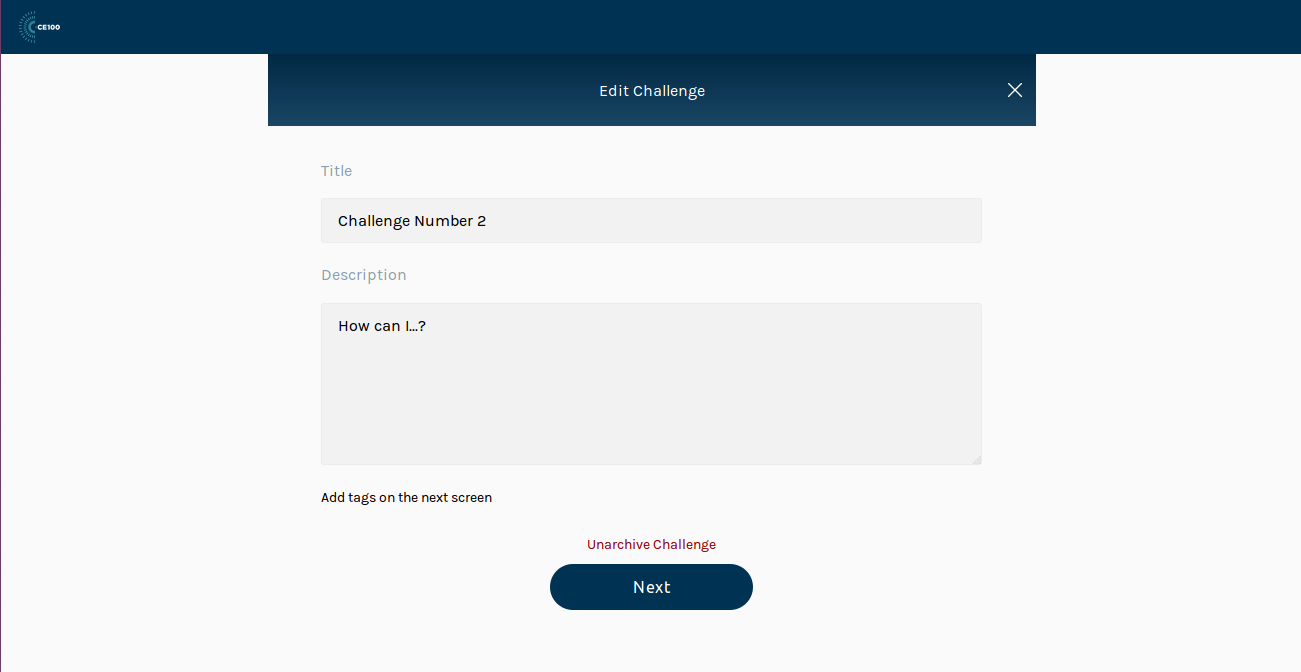 CE100
Edit Challenge
Title
Challenge Number 2
Description
How can I...?
Add tags on the next screen
Unarchive Challenge
Next